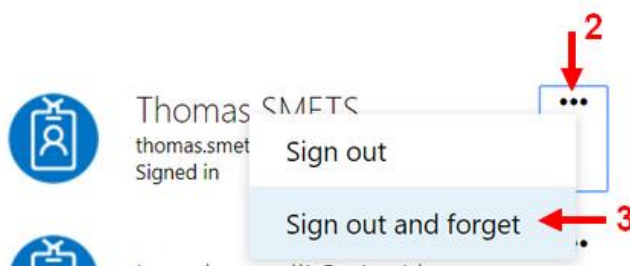 2
Thomas SMETS
•••
thomas.smet
Sign out
Signed in
Sign out and forget
3